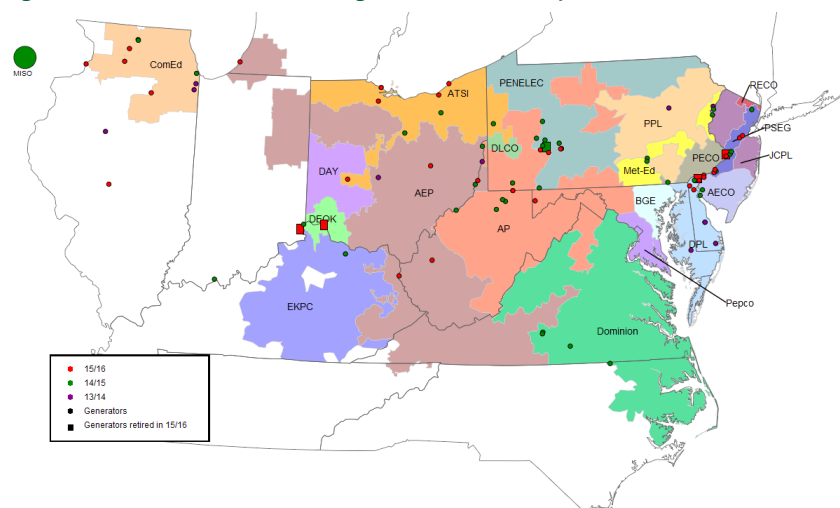 MISO
ComEd
ATSI
PENELEC
RECO
PPL
PSEG
DLCO
PECO
JCPL
DAY
Met-Ed
AEP
AECO
BGE
DEOK
AP
DPL
EKPC
Pepco
Dominion
15/16
14/15
13/14
Generators
Generators retired in 15/16